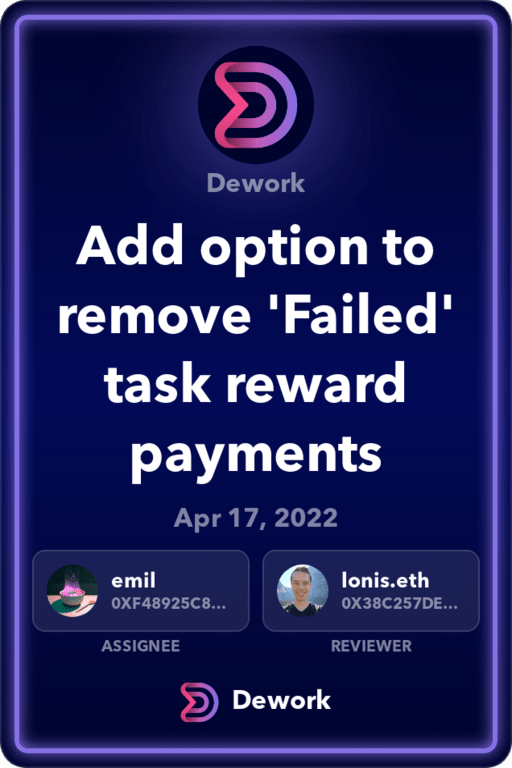 Dework
Add option to
remove 'Failed'
task reward
payments
Apr 17, 2022
emil
0XF48925C8...
ASSIGNEE
lonis.eth
0X38C257DE...
REVIEWER
Dework